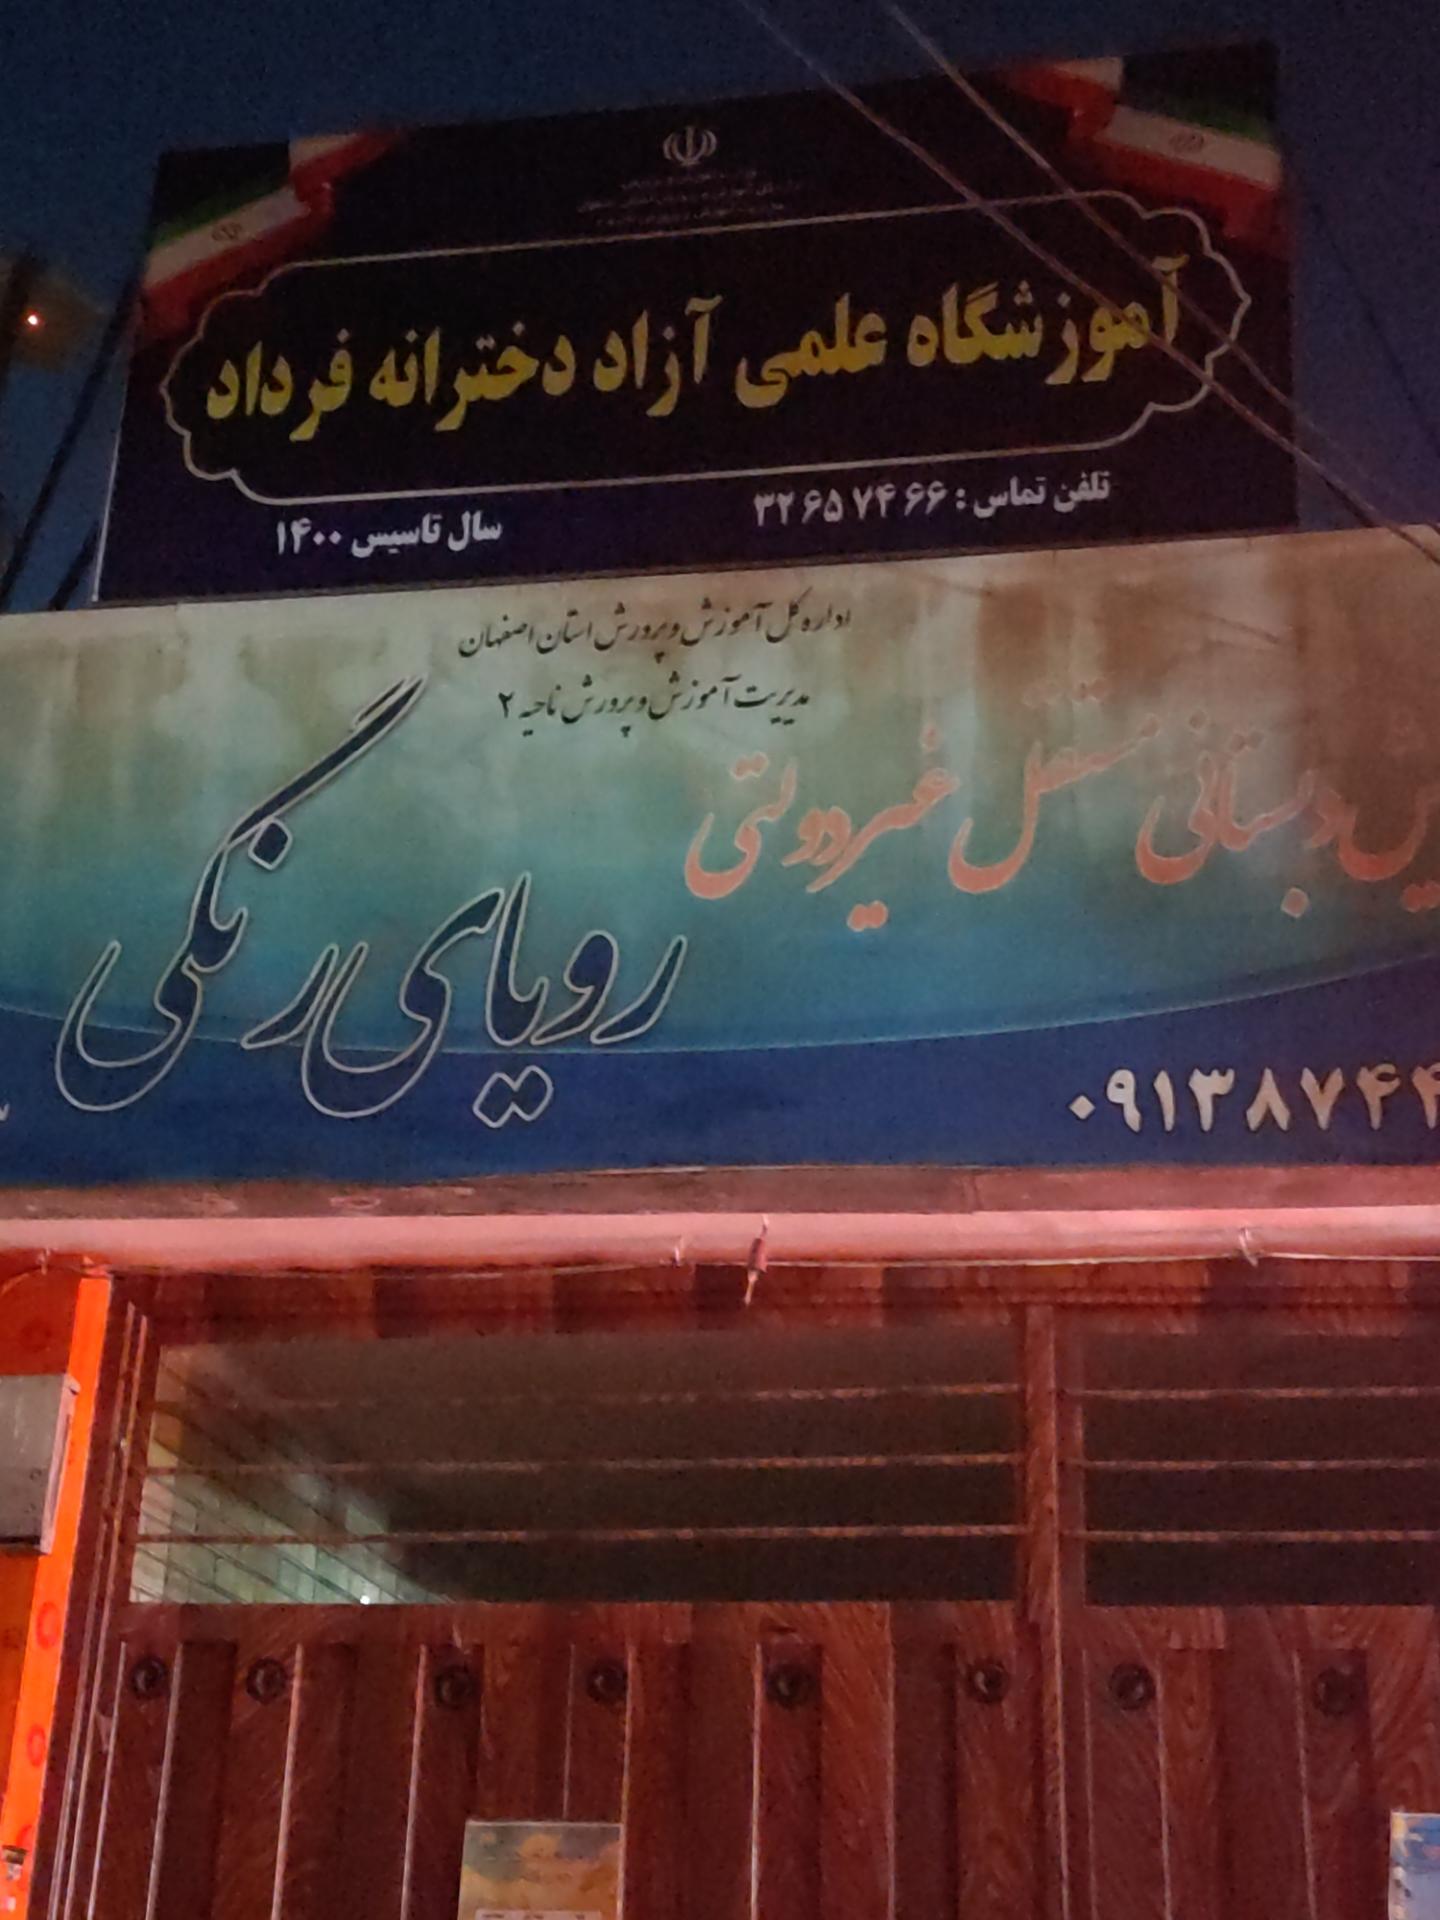 آموزشگاه علمی آزاد دخترانه فرداد
تلفن تماس : ۳۲۶۵۷۴۶۶
سال تاسیس ۱۴۰۰
اداره کل آموزش و پرورش استان اصفهان
مدیریت آموزش و پرورش ناحیه ۲
دبستانی مستقل غیردولتی
رویای رنگی
۰۹۱۳۸۷۴۴